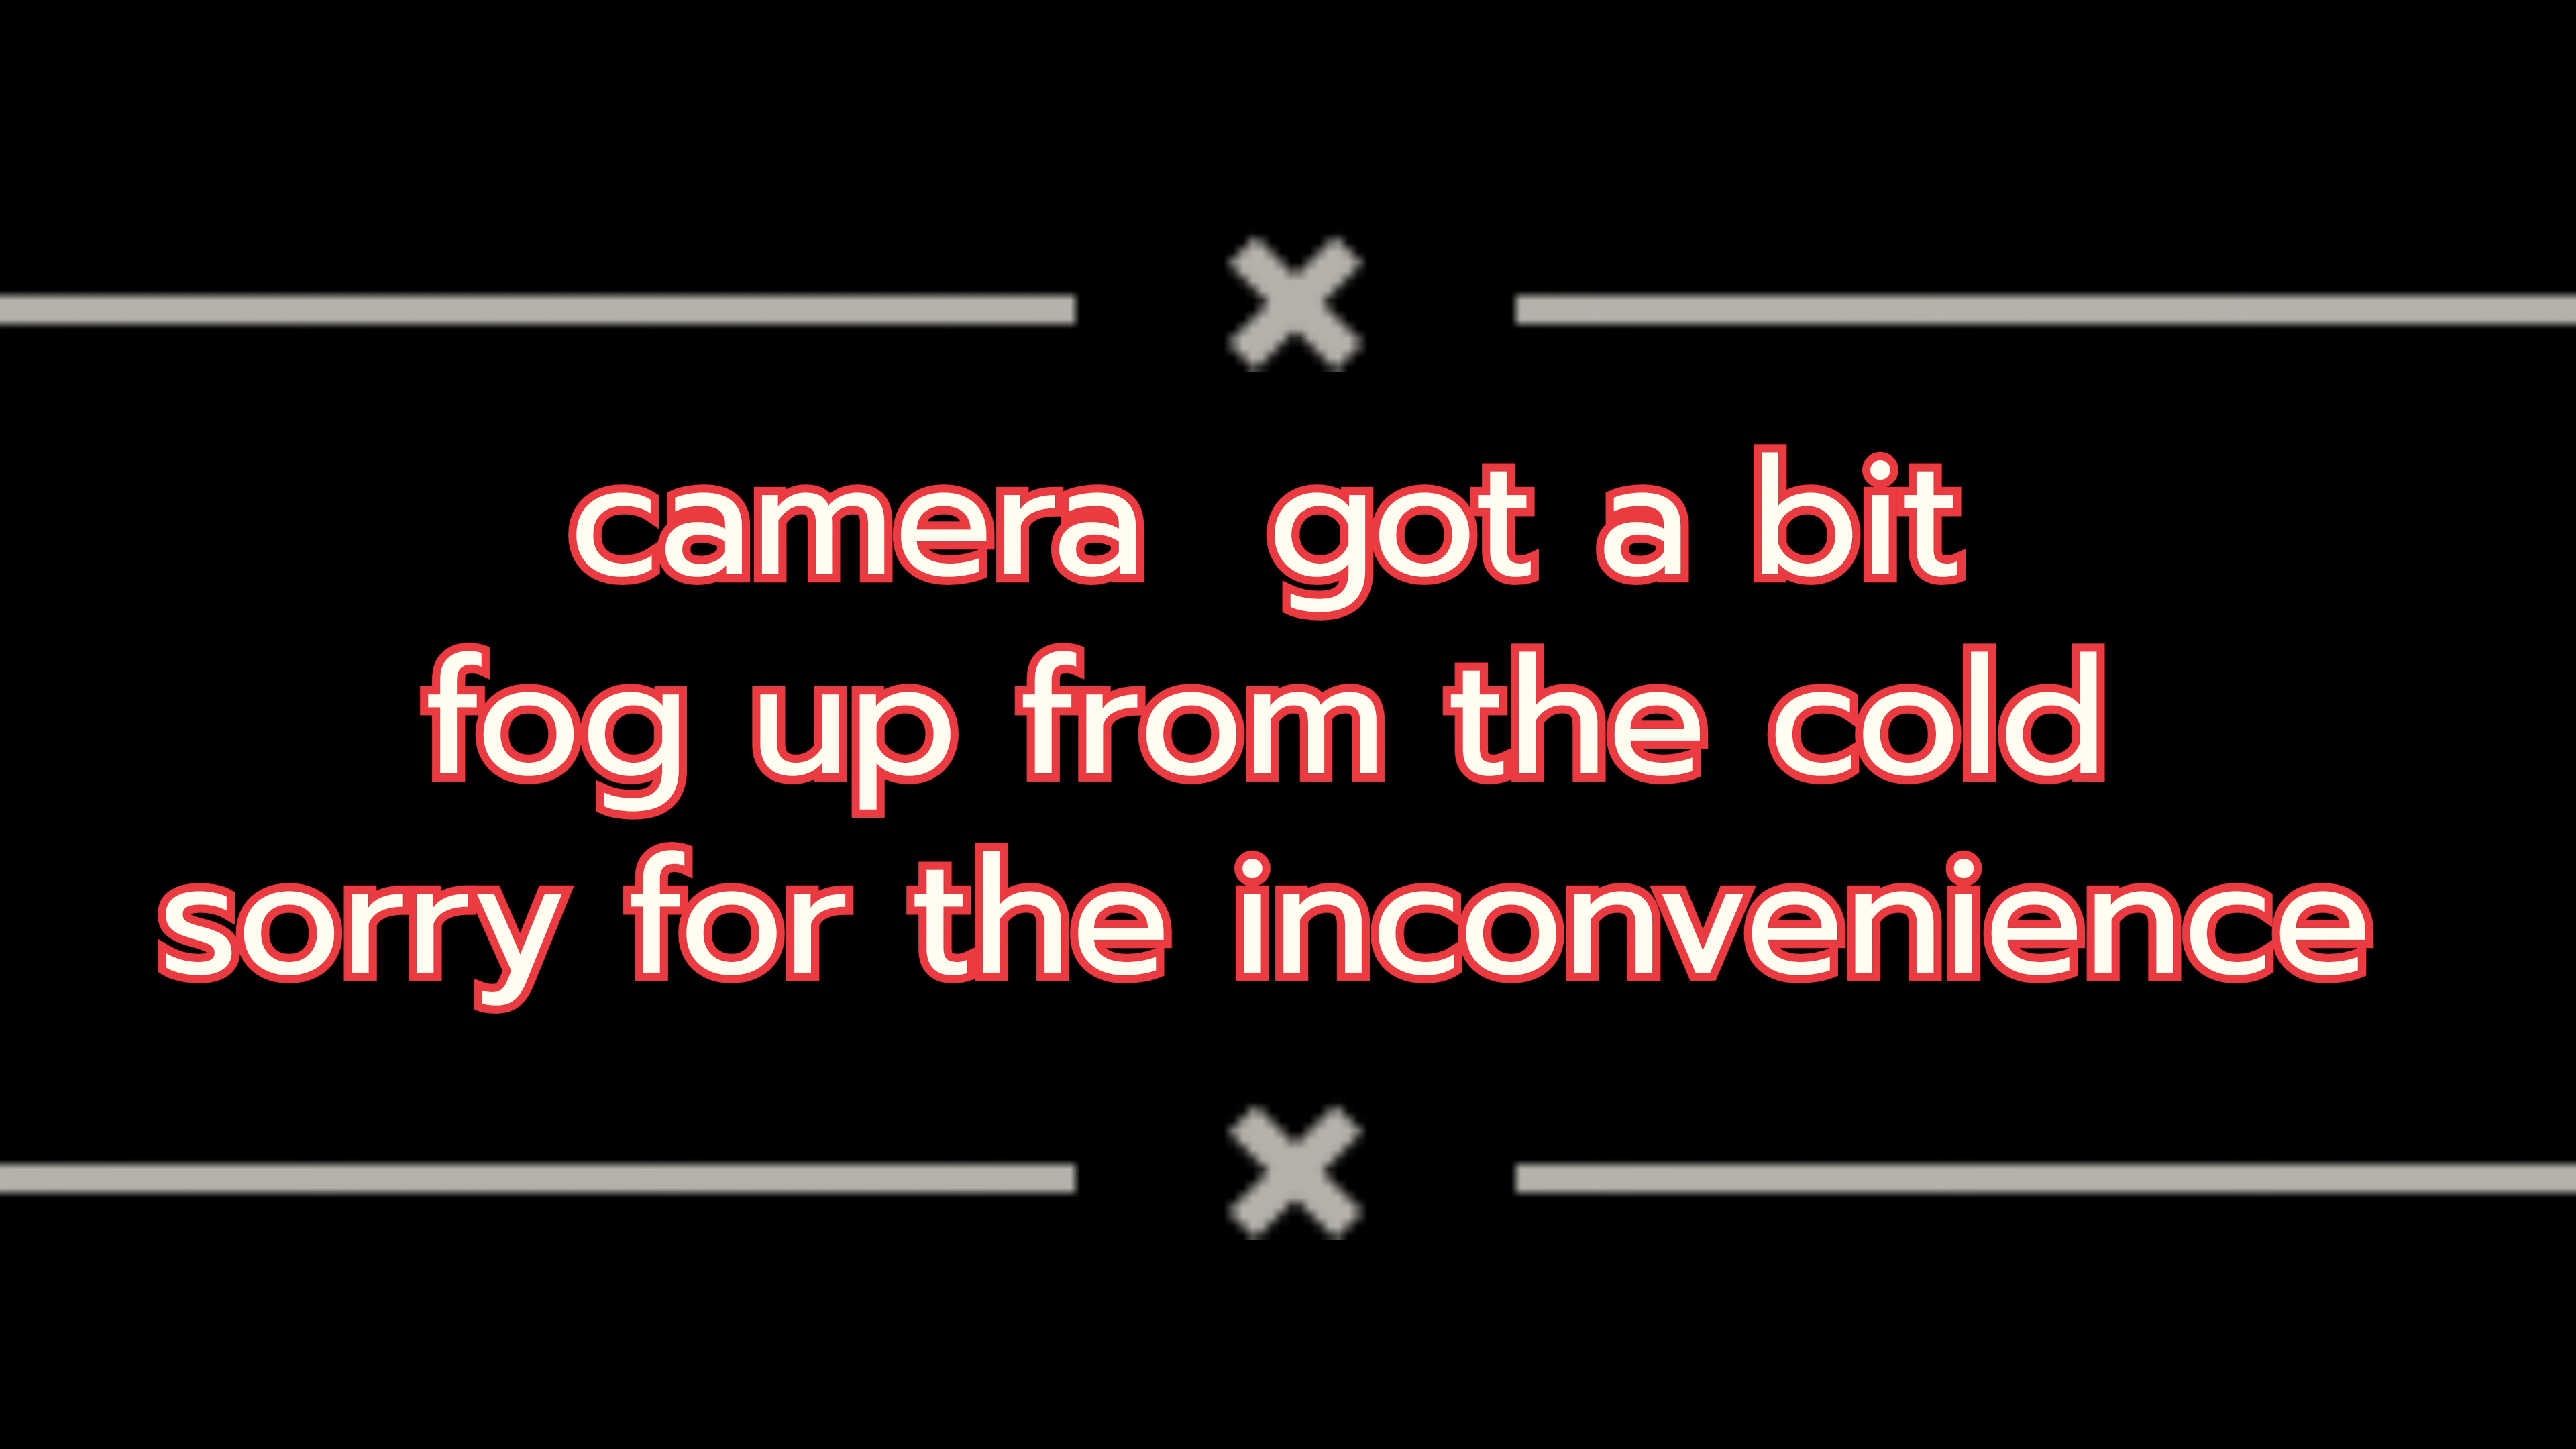 camera  got a bit
fog up from the cold
sorry for the inconvenience